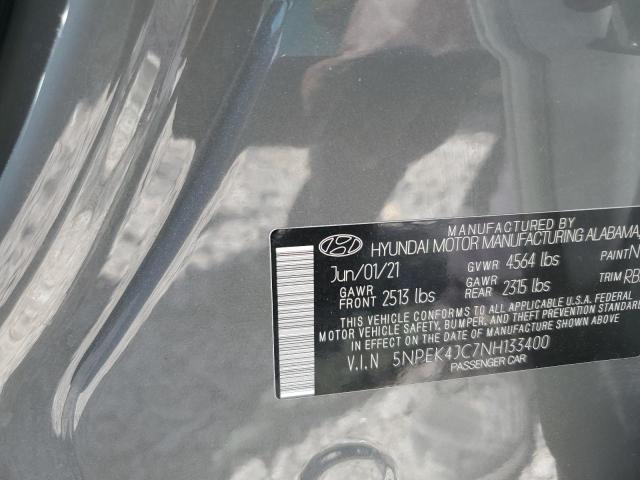 MANUFACTURED BY
HYUNDAI MOTOR MANUFACTURING ALABAMA,
Jun/01/21 GVWR 4564 lbs PAINT N
GAWR FRONT 2513 lbs GAWR REAR 2315 lbs TRIM RB
THIS VEHICLE CONFORMS TO ALL APPLICABLE U.S.A. FEDERAL
MOTOR VEHICLE SAFETY, BUMPER, AND THEFT PREVENTION STANDARDS
IN EFFECT ON THE DATE OF MANUFACTURE SHOWN ABOVE.
V.I.N 5NPEK4JC7NH133400
PASSENGER CAR